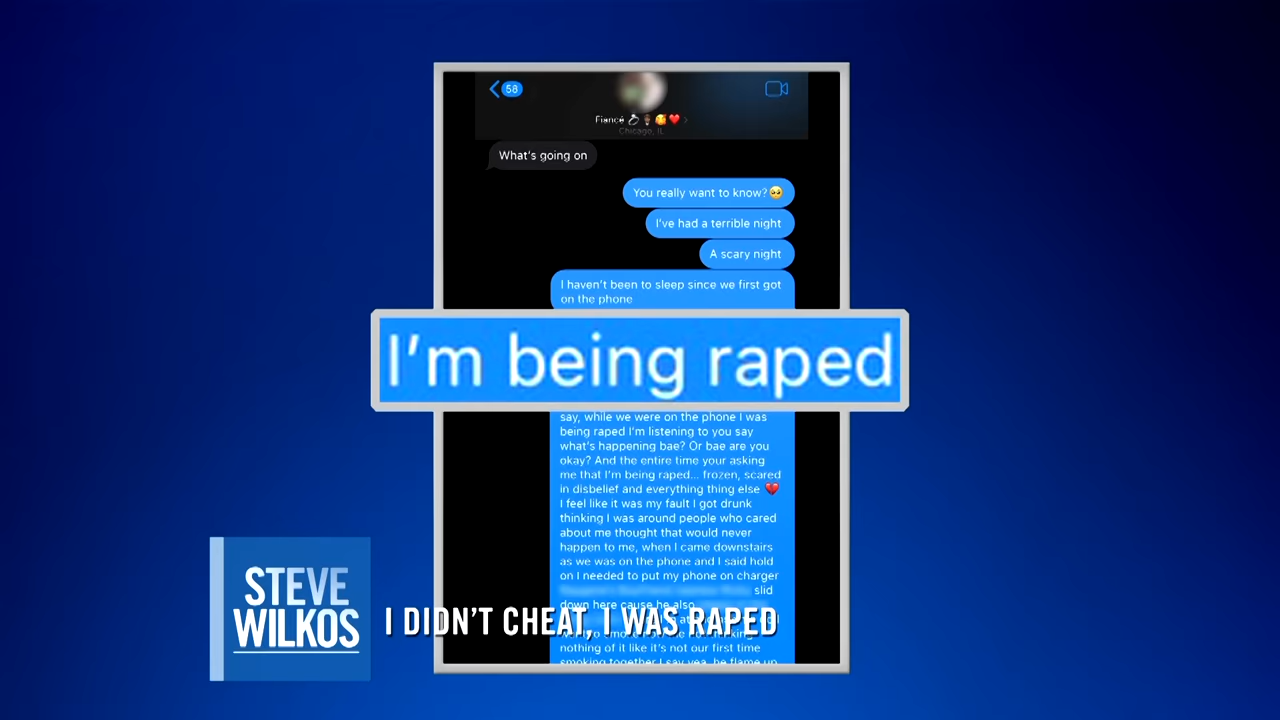 58
Fiancé 💍 💝 🥰 ❤️ >
Chicago, IL
What's going on
You really want to know? 🥺
I've had a terrible night
A scary night
I haven't been to sleep since we first got
on the phone
I'm being raped
say, while we were on the phone I was
being raped I'm listening to you say
what's happening bae? Or bae are you
okay? And the entire time your asking
me that I'm being raped... frozen, scared
in disbelief and everything thing else 💔
I feel like it was my fault I got drunk
thinking I was around people who cared
about me thought that would never
happen to me, when I came downstairs
as we was on the phone and I said hold
on I needed to put my phone on charger
slid
down here cause he also
nothing of it like it's not our first time
smoking together I say yea, he flame up
STEVE
WILKOS
I DIDN'T CHEAT, I WAS RAPED